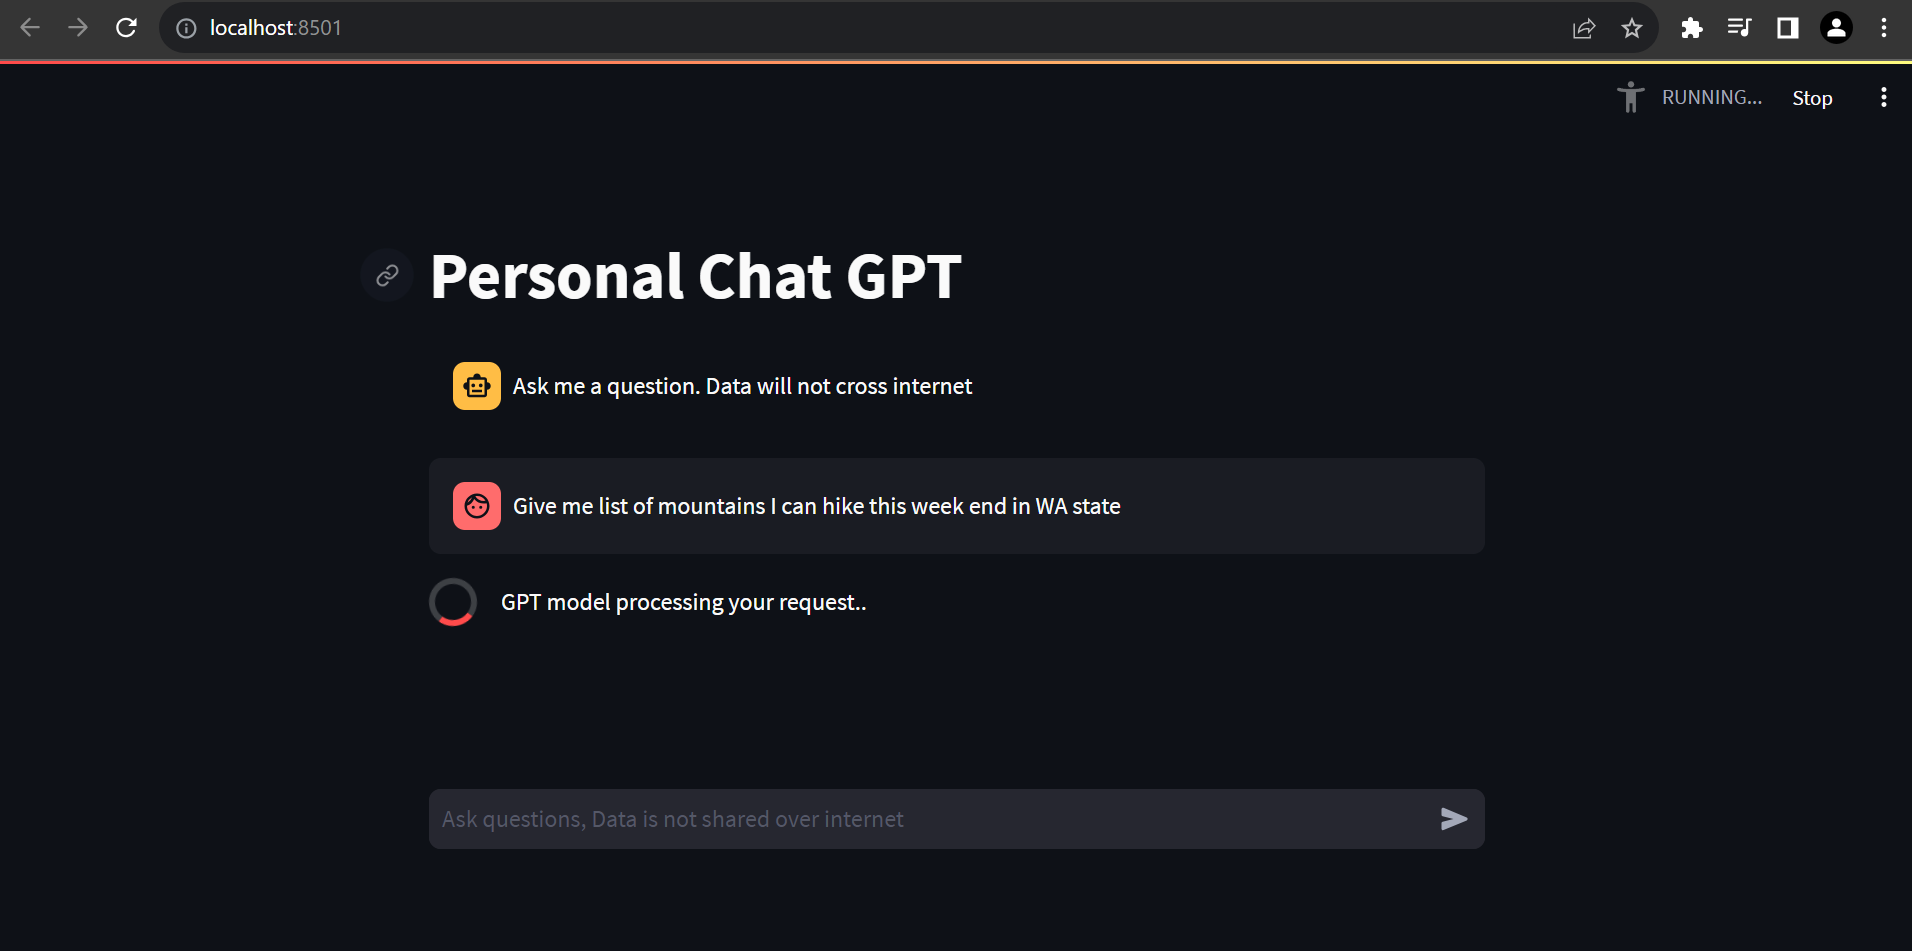 localhost:8501
RUNNING...
Stop
Personal Chat GPT
Ask me a question. Data will not cross internet
Give me list of mountains I can hike this week end in WA state
GPT model processing your request..
Ask questions, Data is not shared over internet